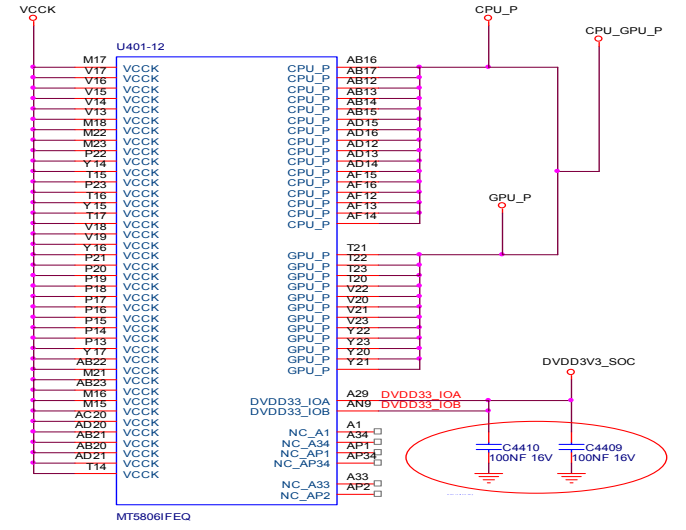 VCCK
CPU_P
CPU_GPU_P
U401-12
M17 VCCK CPU_P AB16
V17 VCCK CPU_P AB17
V16 VCCK CPU_P AB12
V15 VCCK CPU_P AB13
V14 VCCK CPU_P AB14
V13 VCCK CPU_P AB15
M18 VCCK CPU_P AD15
M22 VCCK CPU_P AD16
M23 VCCK CPU_P AD12
P22 VCCK CPU_P AD13
Y14 VCCK CPU_P AD14
T15 VCCK CPU_P AF15
P23 VCCK CPU_P AF16
T16 VCCK CPU_P AF12
Y15 VCCK CPU_P AF13
T17 VCCK CPU_P AF14
GPU_P
V18 VCCK
V19 VCCK
Y16 VCCK GPU_P T21
P21 VCCK GPU_P T22
P20 VCCK GPU_P T23
P19 VCCK GPU_P T20
P18 VCCK GPU_P V22
P17 VCCK GPU_P V20
P16 VCCK GPU_P V21
P15 VCCK GPU_P V23
P14 VCCK GPU_P Y22
P13 VCCK GPU_P Y23
Y17 VCCK GPU_P Y20
AB22 VCCK GPU_P Y21
DVDD3V3_SOC
M21 VCCK
AB23 VCCK
M16 VCCK DVDD33_IOA A29 DVDD33_IOA
M15 VCCK DVDD33_IOB AN9 DVDD33_IOB
AC20 VCCK
AD20 VCCK NC_A1 A1
AB21 VCCK NC_A34 A34
AB20 VCCK NC_AP1 AP1
AD21 VCCK NC_AP34 AP34
T14 VCCK
C4410 C4409
100NF 16V 100NF 16V
NC_A33 A33
NC_AP2 AP2
MT5806IFEQ